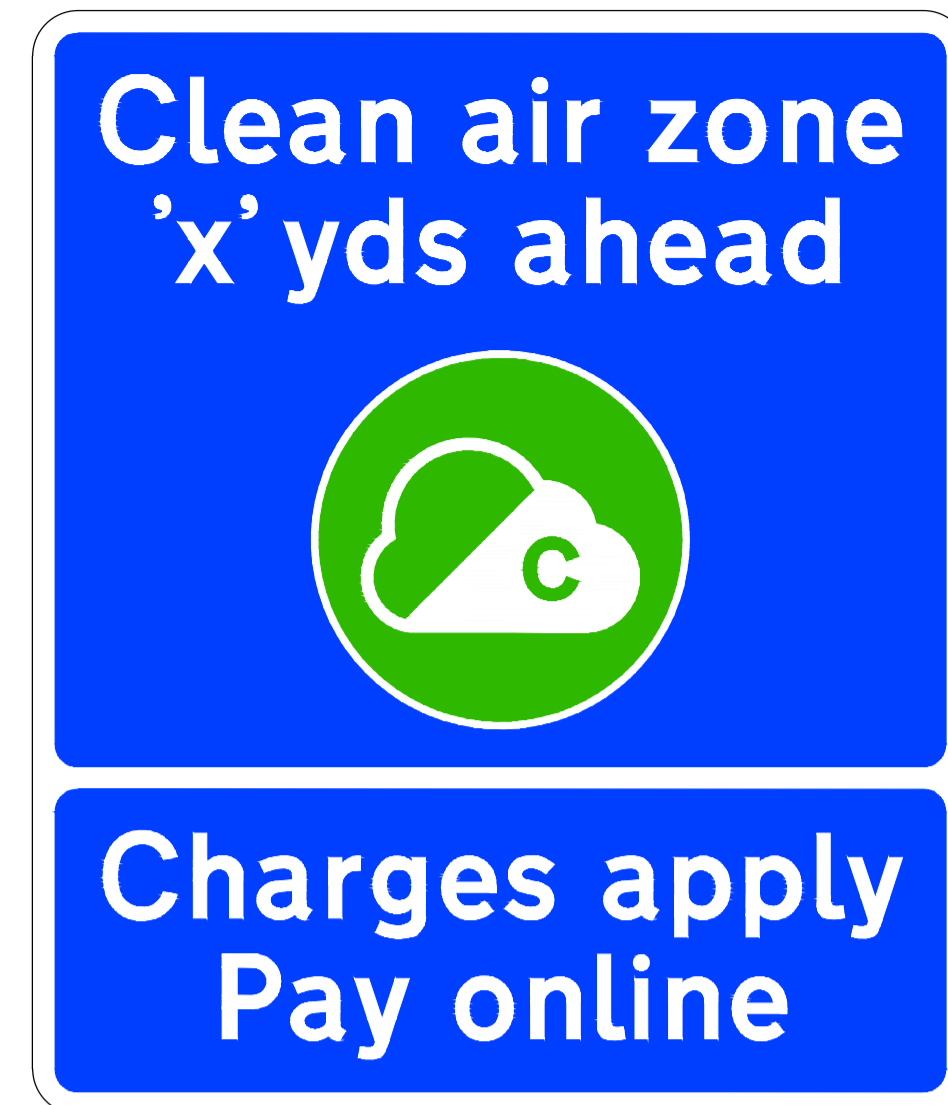 Clean air zone
’x’ yds ahead
C
Charges apply
Pay online